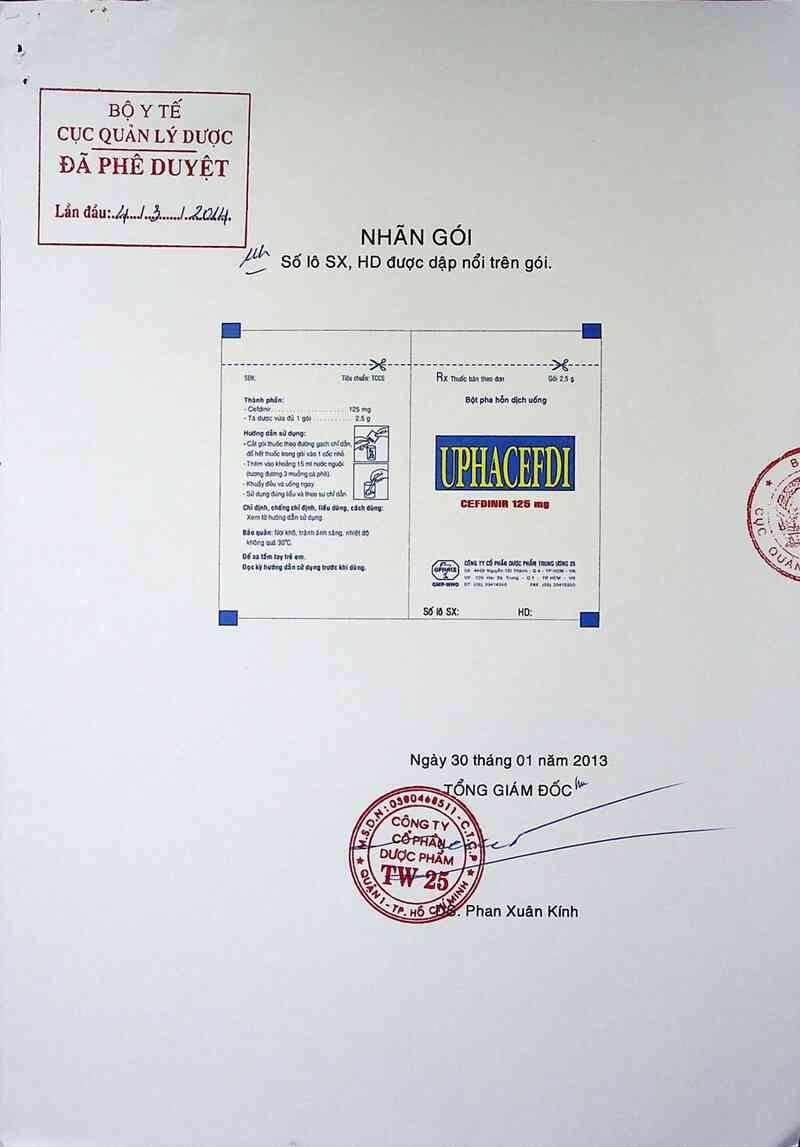 BỘ Y TẾ
CỤC QUẢN LÝ DƯỢC
ĐÃ PHÊ DUYỆT
Lần đầu: 4 / 3 / 2014
NHÃN GÓI
Số lô SX, HD được dập nổi trên gói.
SĐK: Tiêu chuẩn: TCCS
Thành phần:
- Cefdinir 125 mg
- Tá dược vừa đủ 1 gói 2.5 g
Hướng dẫn sử dụng:
- Cắt gói thuốc theo đường gạch chỉ dẫn,
đổ hết thuốc trong gói vào 1 cốc nhỏ.
- Thêm vào khoảng 15 ml nước nguội
(tương đương 3 muỗng cà phê).
- Khuấy đều và uống ngay.
- Sử dụng đúng liều và theo sự chỉ dẫn.
Chỉ định, chống chỉ định, liều dùng, cách dùng:
Xem tờ hướng dẫn sử dụng.
Bảo quản: Nơi khô, tránh ánh sáng, nhiệt độ
không quá 30°C.
Để xa tầm tay trẻ em.
Đọc kỹ hướng dẫn sử dụng trước khi dùng.
Rx Thuốc bán theo đơn Gói 2.5 g
Bột pha hỗn dịch uống
UPHACEFDI
CEFDINIR 125 mg
UPHACE
GMP-WHO
CÔNG TY CỔ PHẦN DƯỢC PHẨM TRUNG ƯƠNG 25
Số lô SX: HD:
CỤC QUẢN
Ngày 30 tháng 01 năm 2013
TỔNG GIÁM ĐỐC
M.S.D.N: 0300468511 - C.T.C.P
CÔNG TY
CỔ PHẦN
DƯỢC PHẨM
TW 25
QUẬN 1 - TP. HỒ CHÍ MINH
DS. Phan Xuân Kính